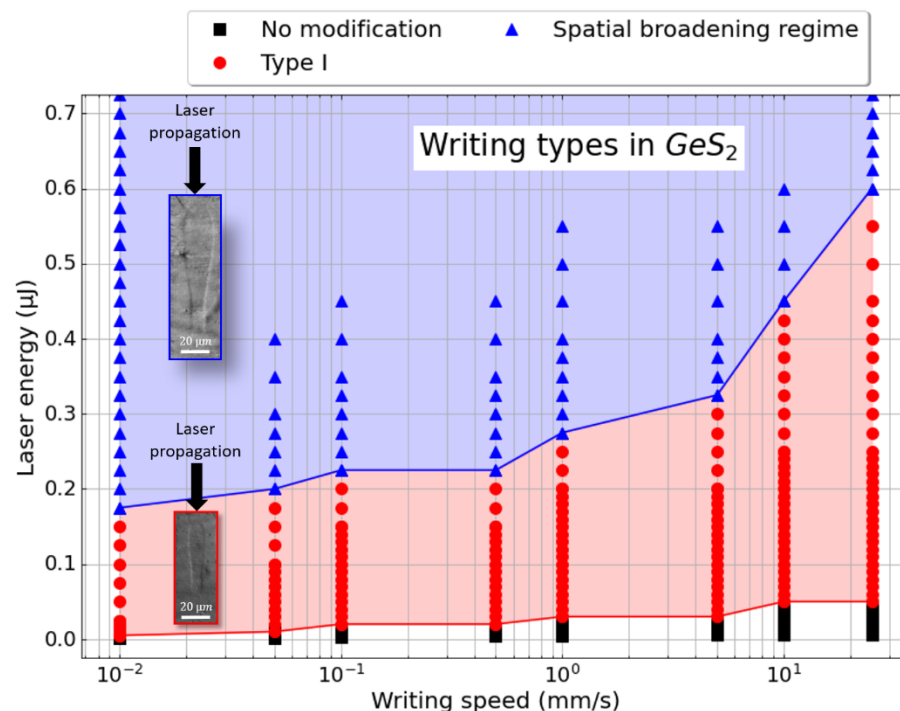 No modification
Spatial broadening regime
Type I
Writing types in GeS₂
Laser
propagation
20 μm
Laser
propagation
20 μm
Laser energy (μJ)
0.7
0.6
0.5
0.4
0.3
0.2
0.1
0.0
10⁻² 10⁻¹ 10⁰ 10¹
Writing speed (mm/s)